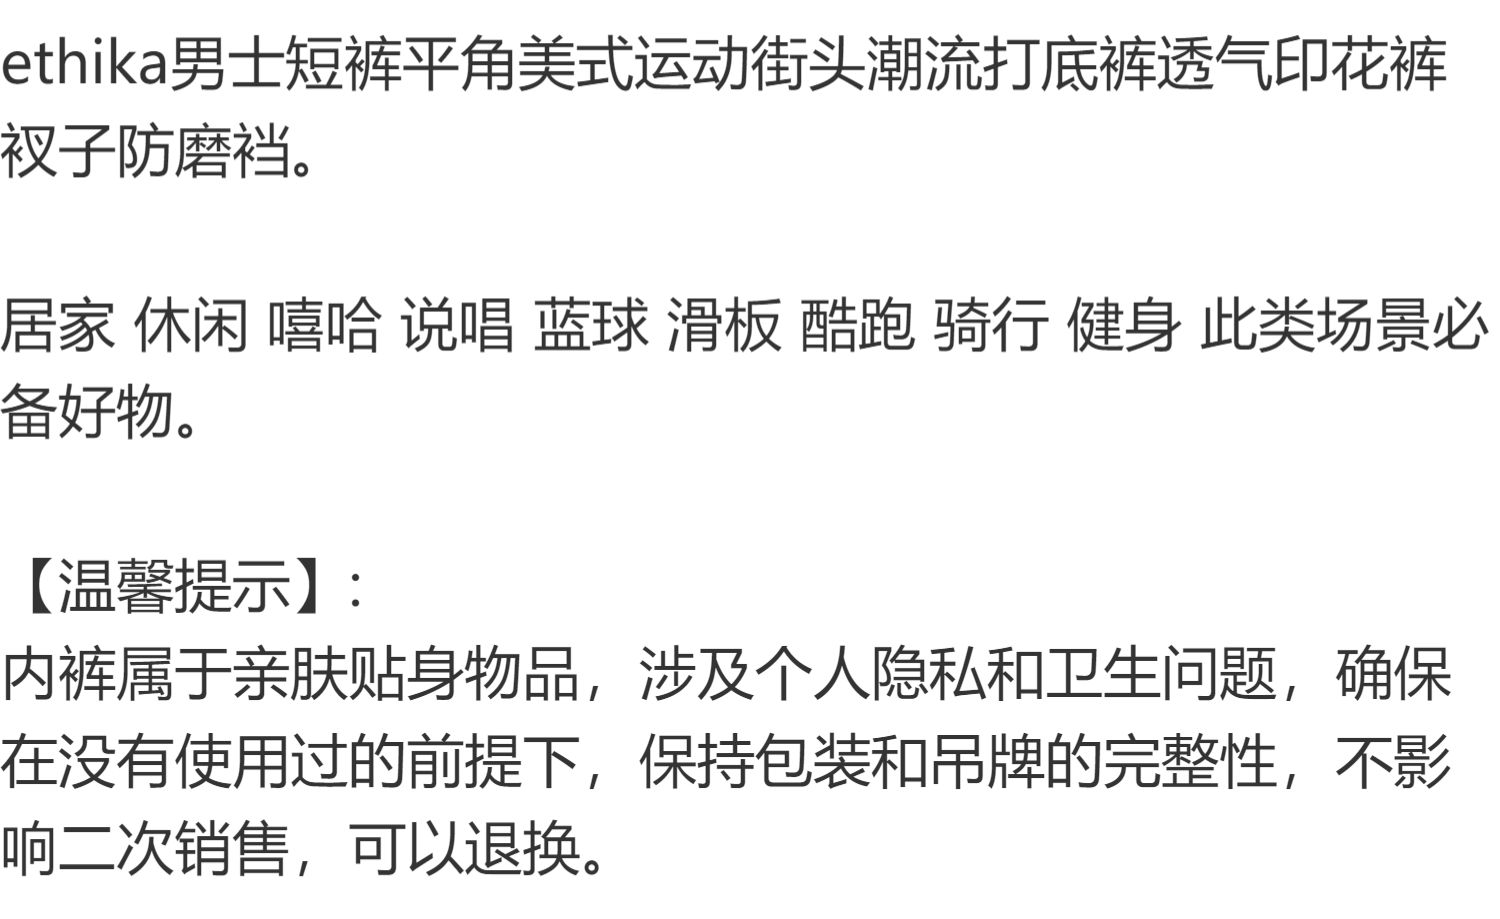 ethika男士短裤平角美式运动街头潮流打底裤透气印花裤
衩子防磨裆。
居家 休闲 嘻哈 说唱 蓝球 滑板 酷跑 骑行 健身 此类场景必
备好物。
【温馨提示】:
内裤属于亲肤贴身物品，涉及个人隐私和卫生问题，确保
在没有使用过的前提下，保持包装和吊牌的完整性，不影
响二次销售，可以退换。